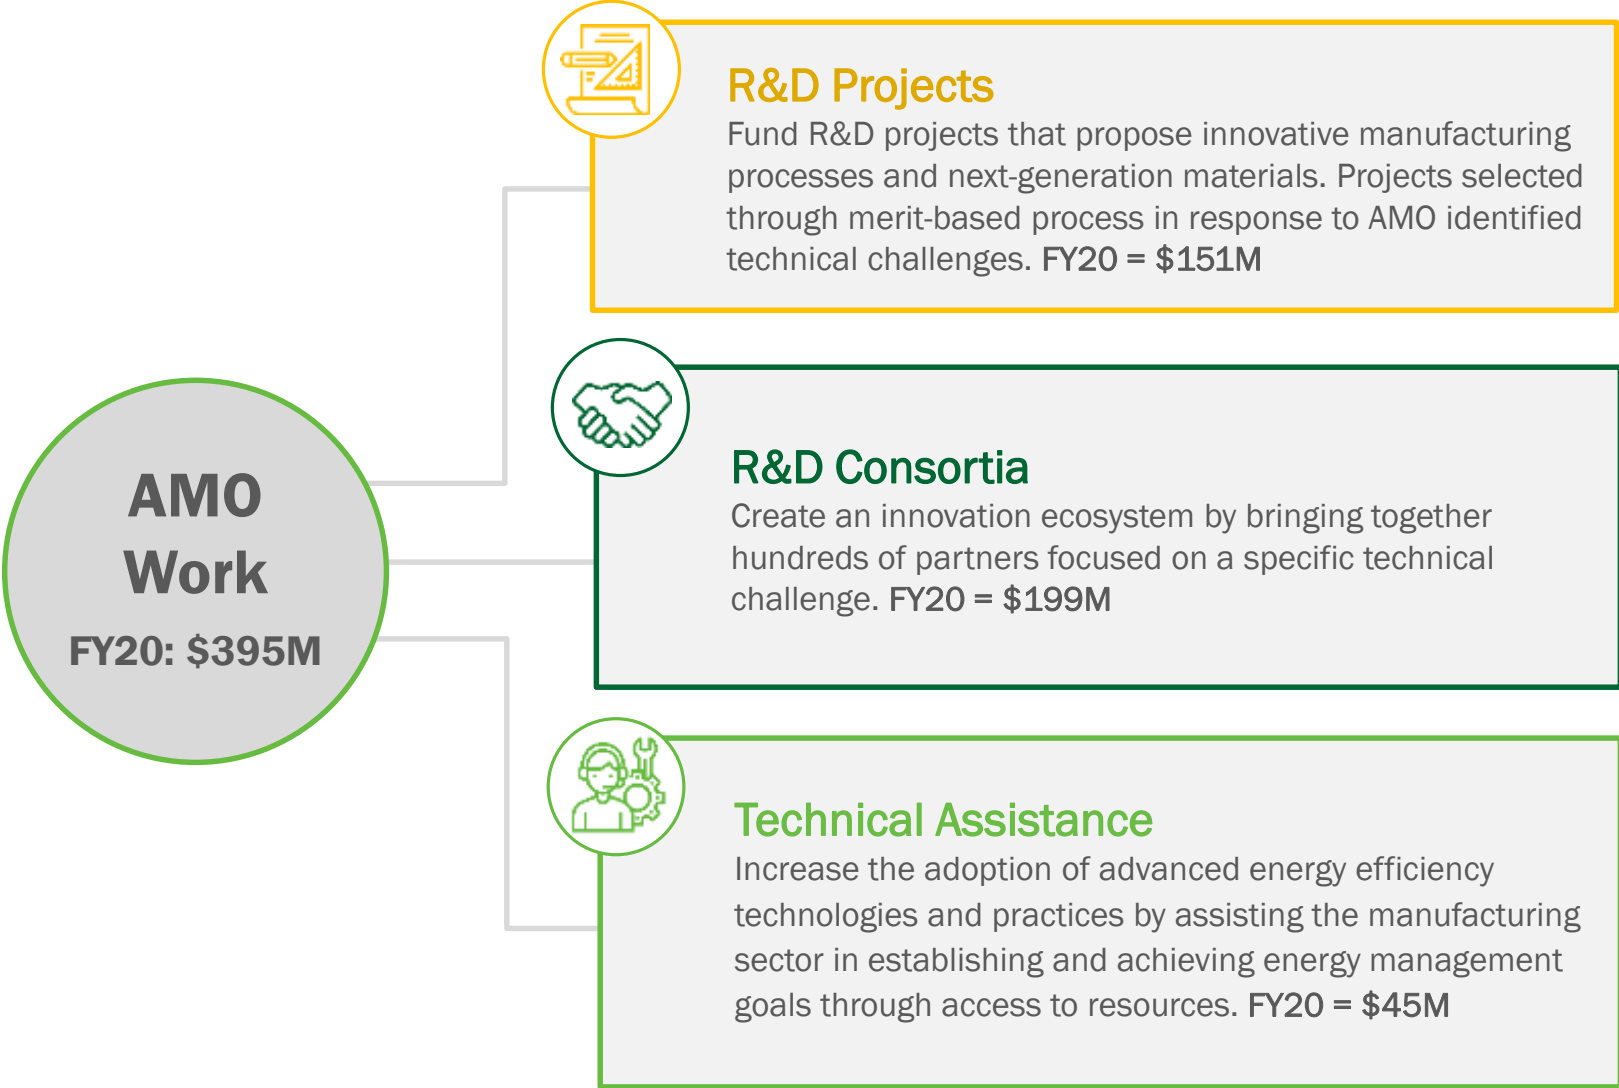 R&D Projects
Fund R&D projects that propose innovative manufacturing
processes and next-generation materials. Projects selected
through merit-based process in response to AMO identified
technical challenges. FY20 = $151M
AMO
Work
FY20: $395M
R&D Consortia
Create an innovation ecosystem by bringing together
hundreds of partners focused on a specific technical
challenge. FY20 = $199M
Technical Assistance
Increase the adoption of advanced energy efficiency
technologies and practices by assisting the manufacturing
sector in establishing and achieving energy management
goals through access to resources. FY20 = $45M